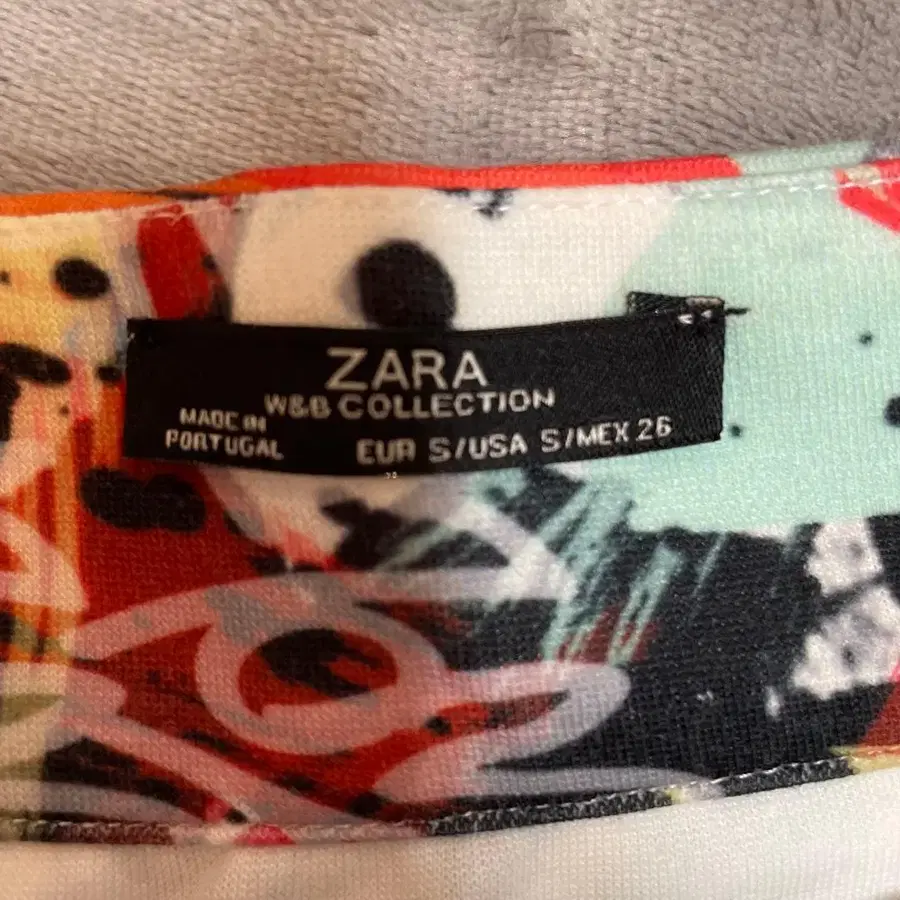 ZARA
W&B COLLECTION
MADE IN
PORTUGAL
EUR S/USA S/MEX 26